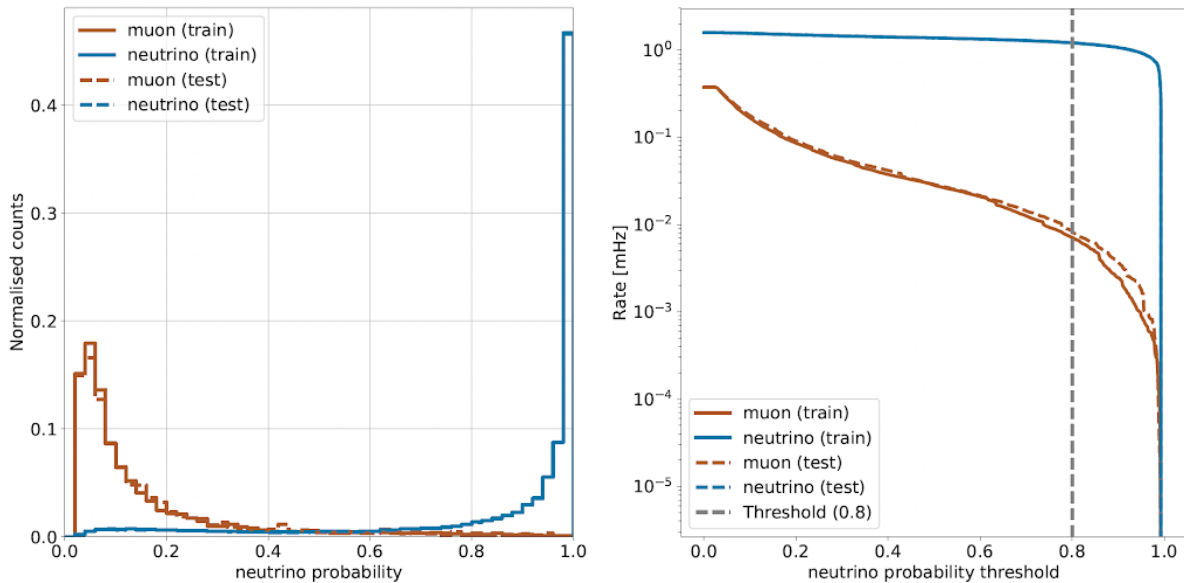 muon (train)
neutrino (train)
muon (test)
neutrino (test)
Normalised counts
0.4
0.3
0.2
0.1
0.0
0.0 0.2 0.4 0.6 0.8 1.0
neutrino probability
Rate [mHz]
10⁰
10⁻¹
10⁻²
10⁻³
10⁻⁴
10⁻⁵
muon (train)
neutrino (train)
muon (test)
neutrino (test)
Threshold (0.8)
0.0 0.2 0.4 0.6 0.8 1.0
neutrino probability threshold